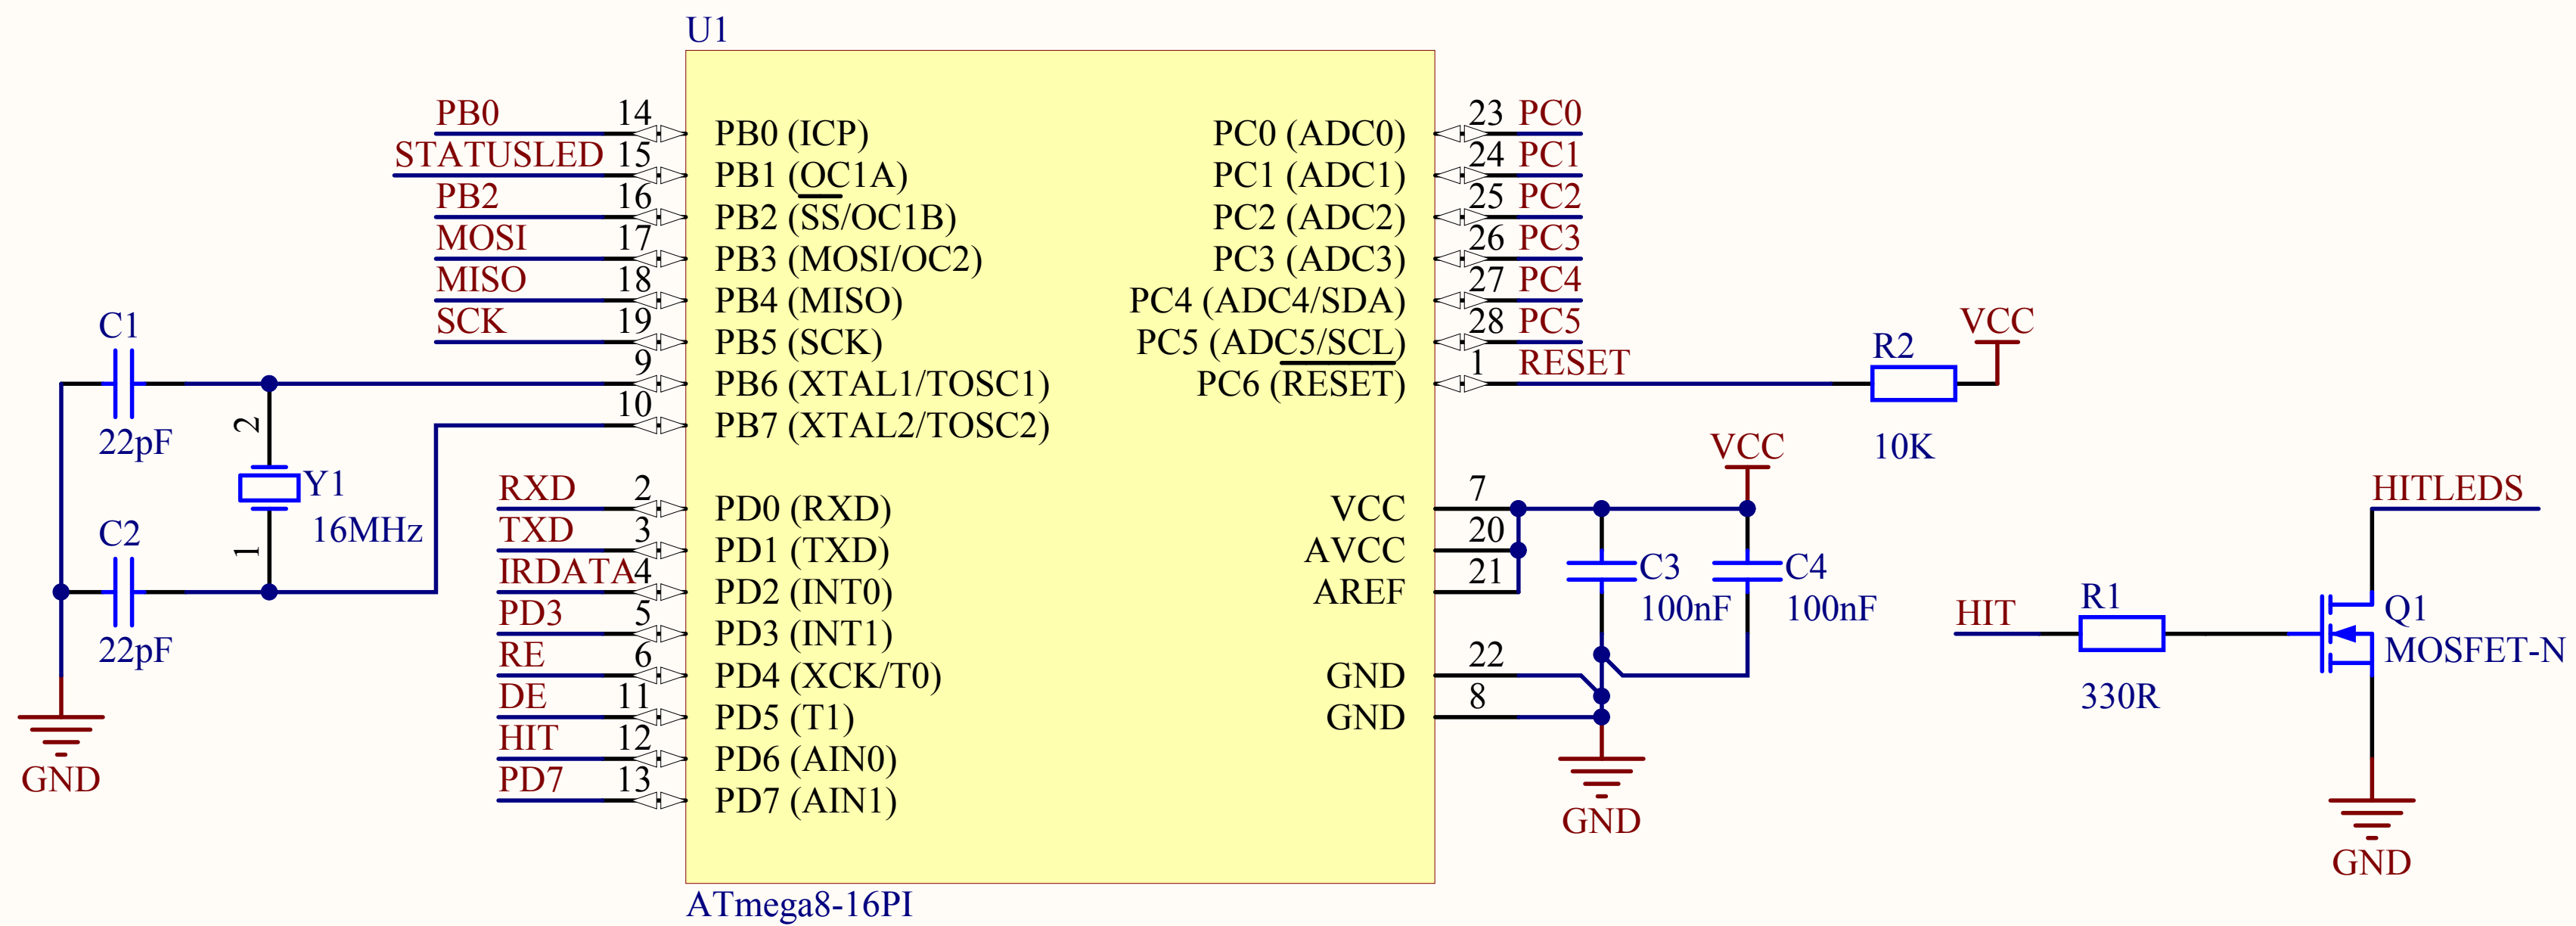 U1
PB0 14 PB0 (ICP)
STATUSLED 15 PB1 (OC1A)
PB2 16 PB2 (SS/OC1B)
MOSI 17 PB3 (MOSI/OC2)
MISO 18 PB4 (MISO)
SCK 19 PB5 (SCK)
9 PB6 (XTAL1/TOSC1)
10 PB7 (XTAL2/TOSC2)
RXD 2 PD0 (RXD)
TXD 3 PD1 (TXD)
IRDATA 4 PD2 (INT0)
PD3 5 PD3 (INT1)
RE 6 PD4 (XCK/T0)
DE 11 PD5 (T1)
HIT 12 PD6 (AIN0)
PD7 13 PD7 (AIN1)
PC0 (ADC0) 23 PC0
PC1 (ADC1) 24 PC1
PC2 (ADC2) 25 PC2
PC3 (ADC3) 26 PC3
PC4 (ADC4/SDA) 27 PC4
PC5 (ADC5/SCL) 28 PC5
PC6 (RESET) 1 RESET
VCC 7
AVCC 20
AREF 21
GND 22
GND 8
ATmega8-16PI
C1
22pF
2
Y1
16MHz
1
C2
22pF
GND
R2
10K
VCC
VCC
C3
100nF
C4
100nF
GND
HITLEDS
HIT
R1
330R
Q1
MOSFET-N
GND